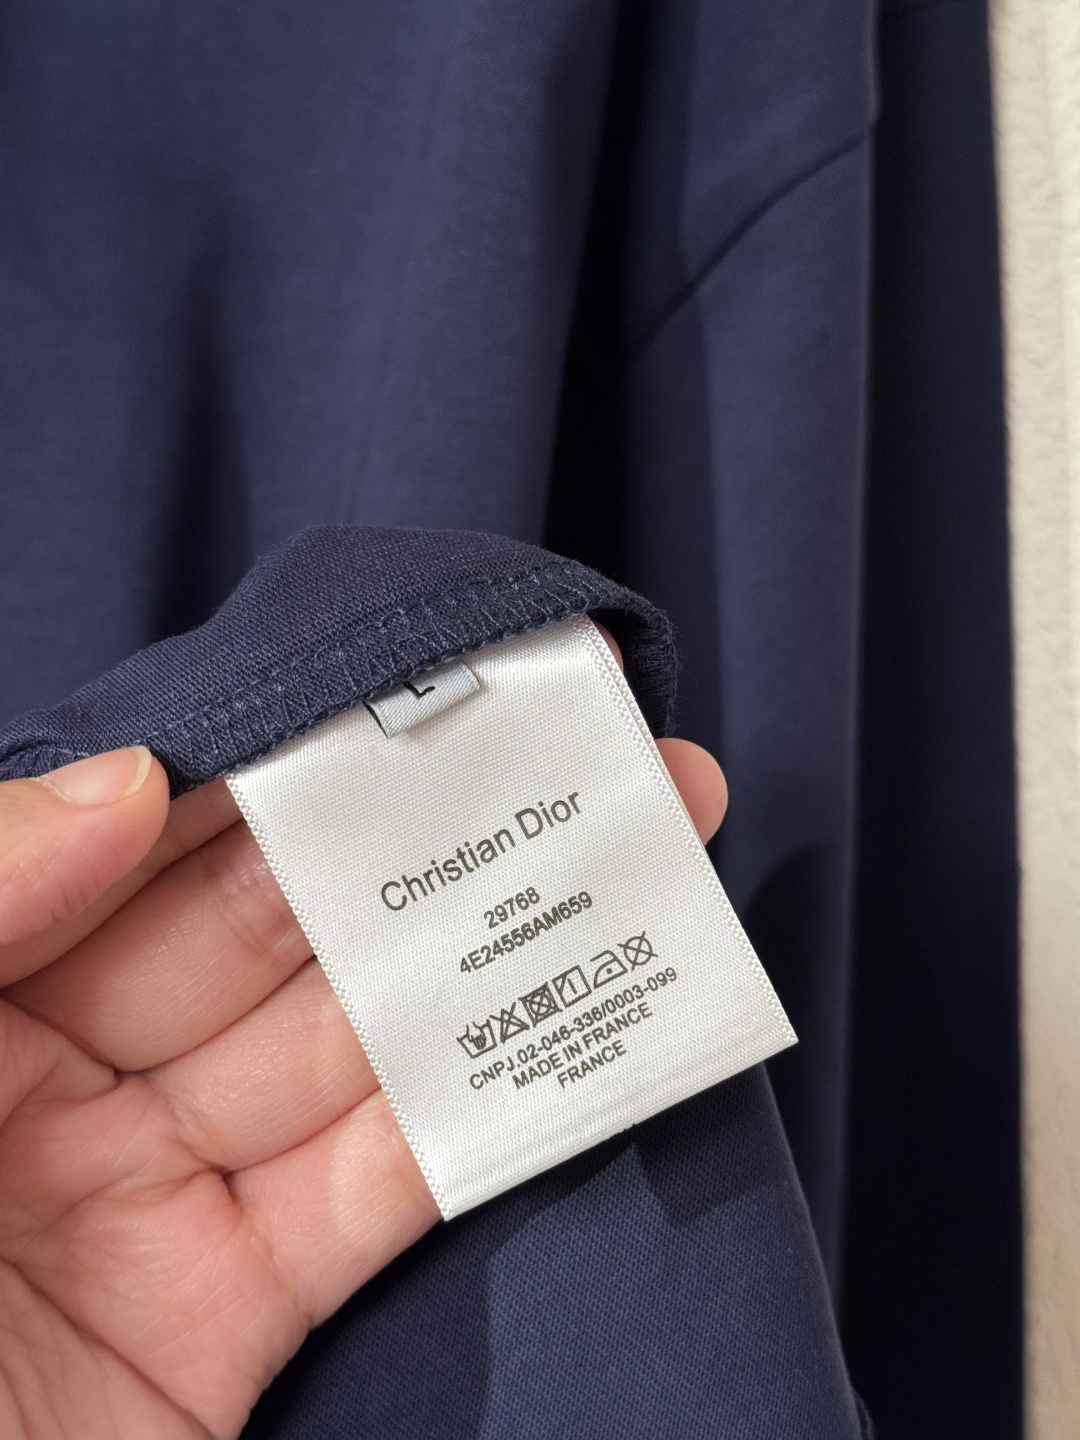 L
Christian Dior
29768
4E24556AM659
CNPJ.02-046-336/0003-099
MADE IN FRANCE
FRANCE